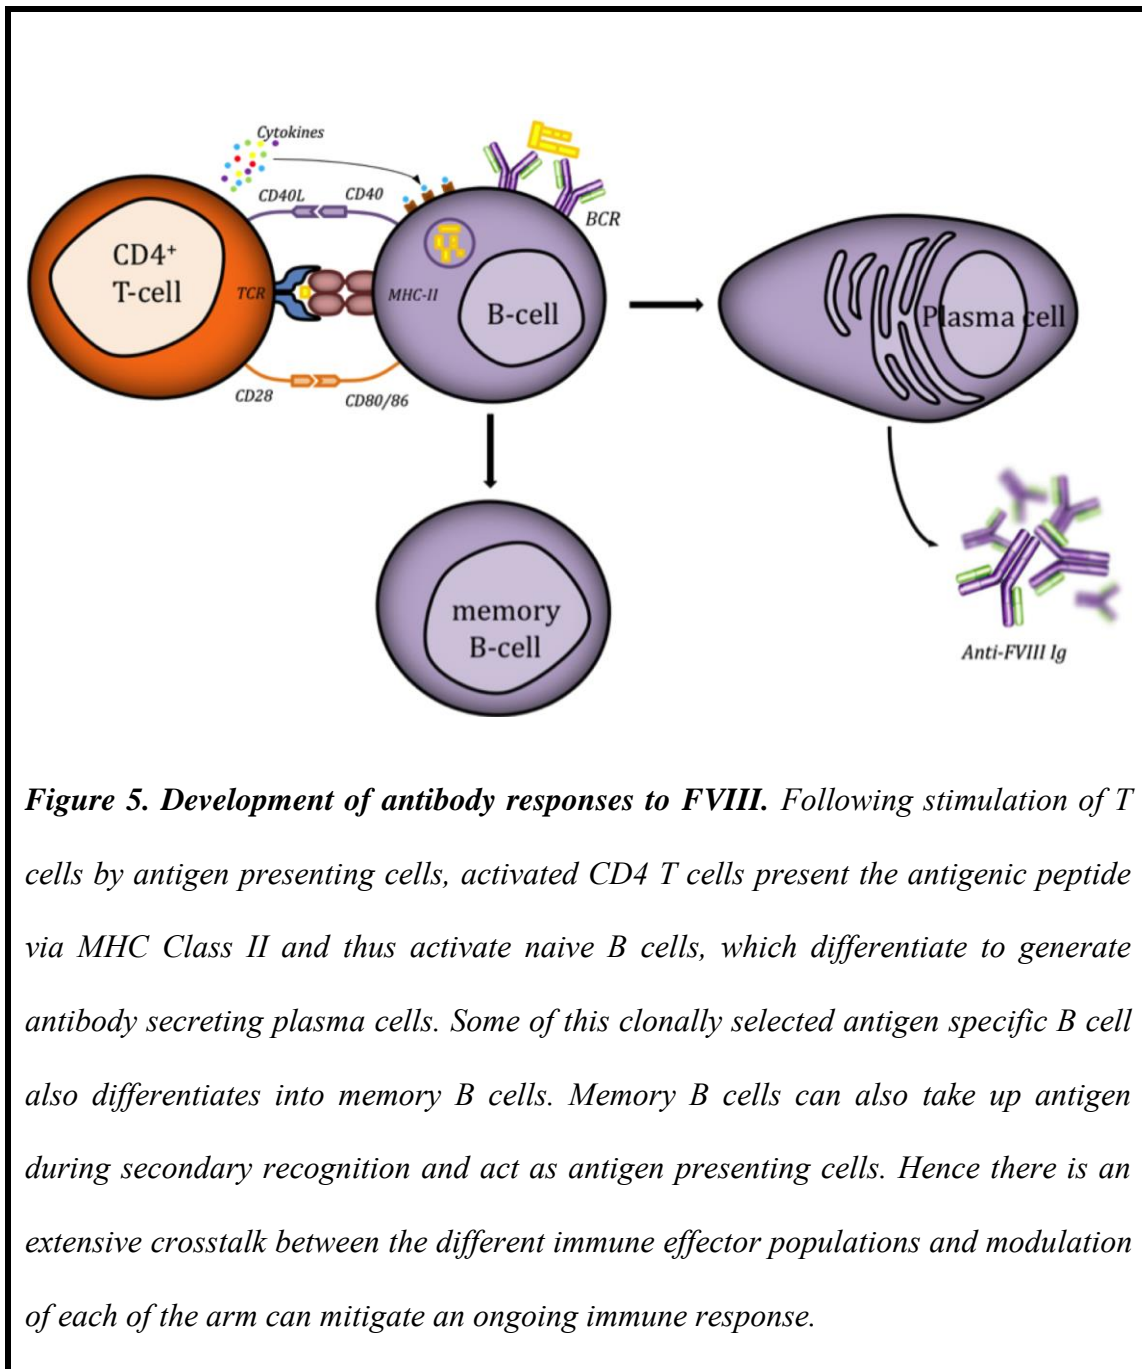 Cytokines
CD40L CD40
BCR
CD4+
T-cell
TCR
MHC-II
B-cell
Plasma cell
CD28
CD80/86
memory
B-cell
Anti-FVIII Ig
Figure 5. Development of antibody responses to FVIII. Following stimulation of T
cells by antigen presenting cells, activated CD4 T cells present the antigenic peptide
via MHC Class II and thus activate naive B cells, which differentiate to generate
antibody secreting plasma cells. Some of this clonally selected antigen specific B cell
also differentiates into memory B cells. Memory B cells can also take up antigen
during secondary recognition and act as antigen presenting cells. Hence there is an
extensive crosstalk between the different immune effector populations and modulation
of each of the arm can mitigate an ongoing immune response.